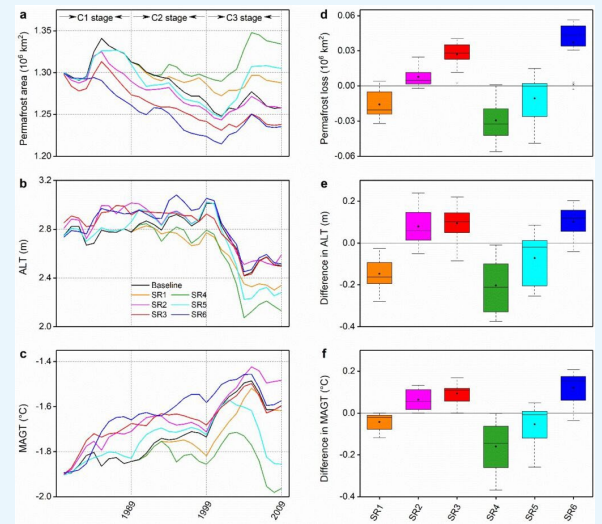 a
C1 stage
C2 stage
C3 stage
Permafrost area (10⁶ km²)
1.35
1.30
1.25
1.20
b
ALT (m)
3.2
2.8
2.4
2.0
Baseline
SR1 SR4
SR2 SR5
SR3 SR6
c
MAGT (°C)
-1.4
-1.6
-1.8
-2.0
1989
1999
2009
d
Permafrost loss (10⁶ km²)
0.06
0.03
0.00
-0.03
-0.06
e
Difference in ALT (m)
0.4
0.2
0.0
-0.2
-0.4
f
Difference in MAGT (°C)
0.4
0.2
0.0
-0.2
-0.4
SR1
SR2
SR3
SR4
SR5
SR6